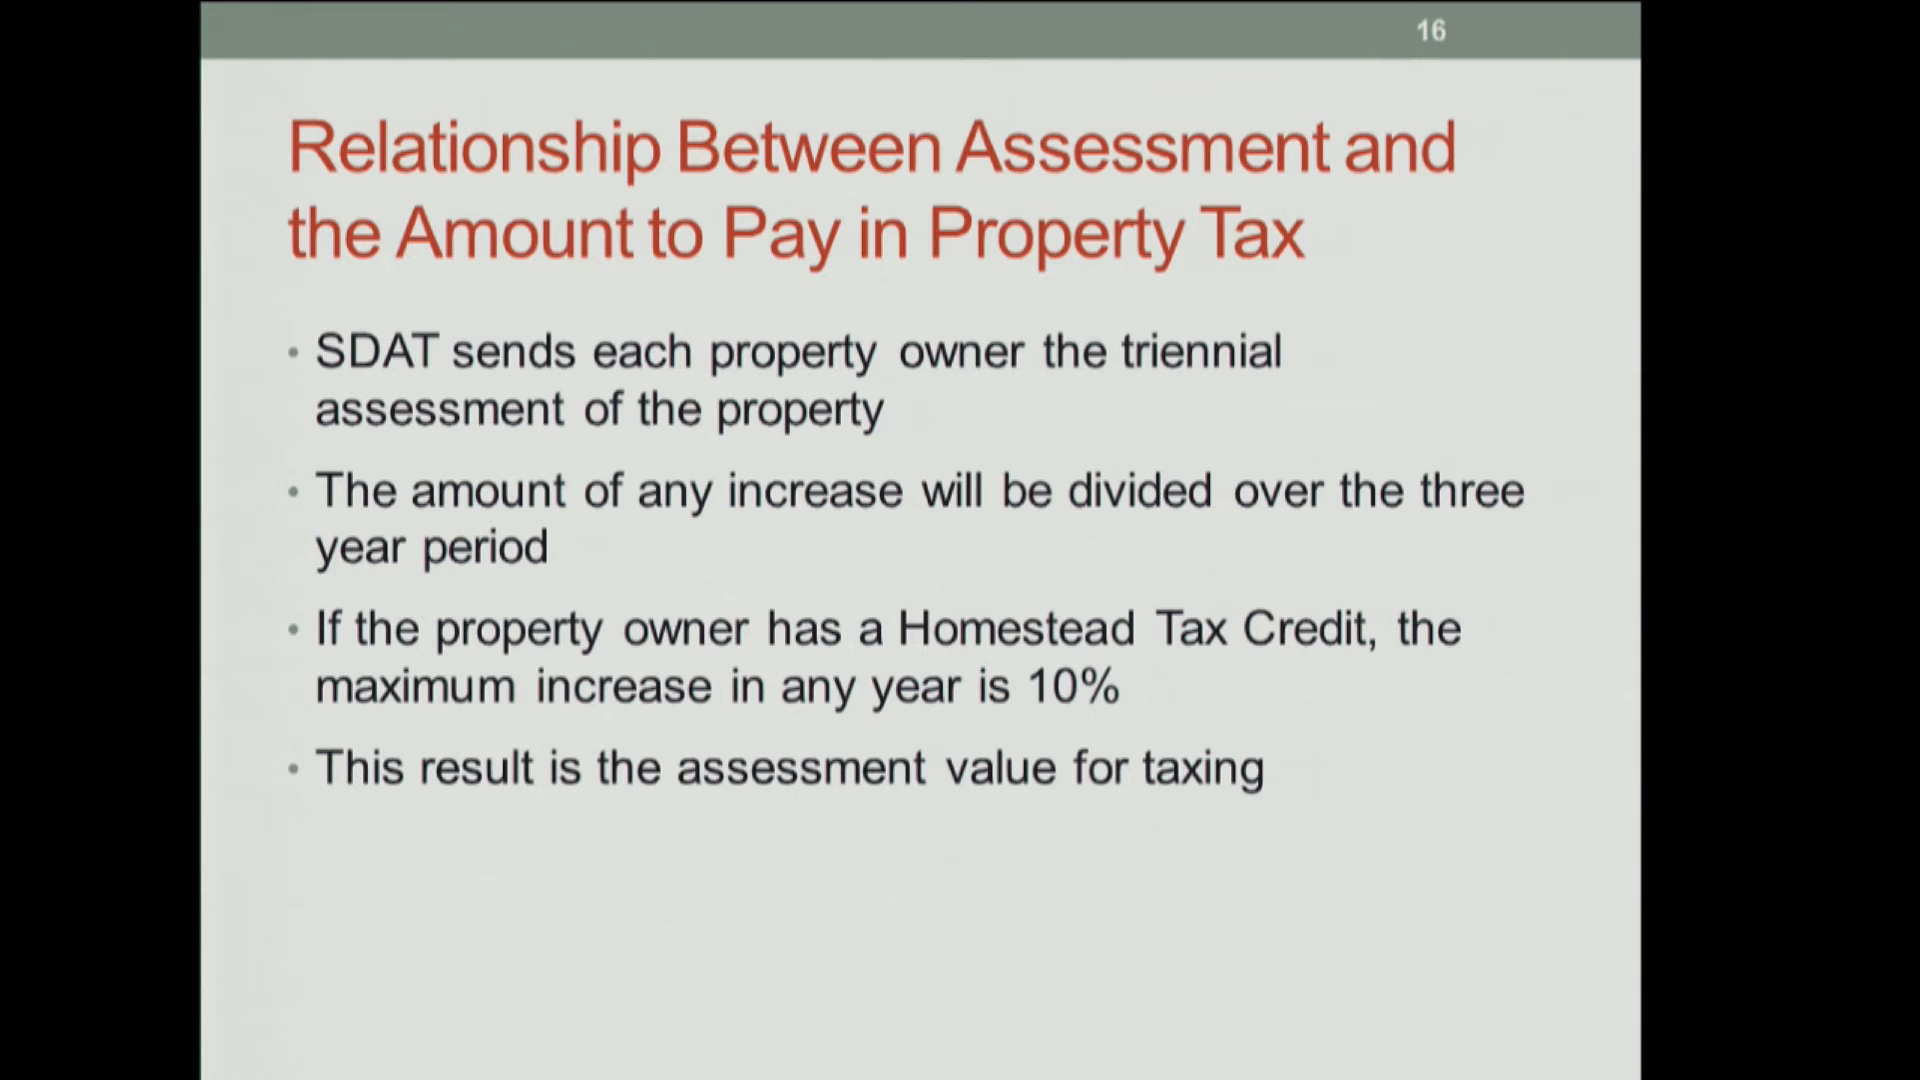 16
Relationship Between Assessment and
the Amount to Pay in Property Tax
• SDAT sends each property owner the triennial
assessment of the property
• The amount of any increase will be divided over the three
year period
• If the property owner has a Homestead Tax Credit, the
maximum increase in any year is 10%
• This result is the assessment value for taxing